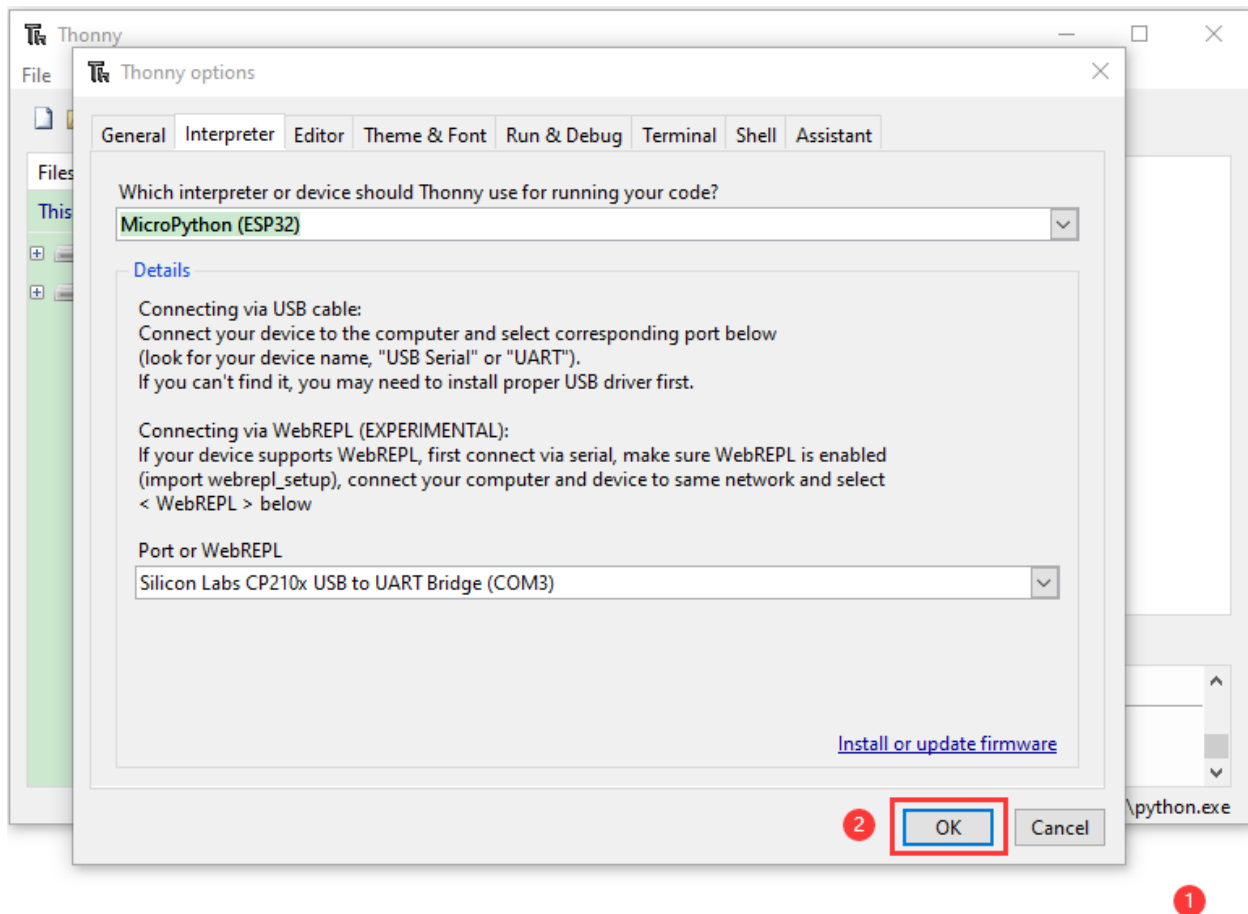 Thonny
File
Thonny options
General Interpreter Editor Theme & Font Run & Debug Terminal Shell Assistant
Files
This
Which interpreter or device should Thonny use for running your code?
MicroPython (ESP32)
Details
Connecting via USB cable:
Connect your device to the computer and select corresponding port below
(look for your device name, "USB Serial" or "UART").
If you can't find it, you may need to install proper USB driver first.
Connecting via WebREPL (EXPERIMENTAL):
If your device supports WebREPL, first connect via serial, make sure WebREPL is enabled
(import webrepl_setup), connect your computer and device to same network and select
< WebREPL > below
Port or WebREPL
Silicon Labs CP210x USB to UART Bridge (COM3)
Install or update firmware
\python.exe
2 OK Cancel
1